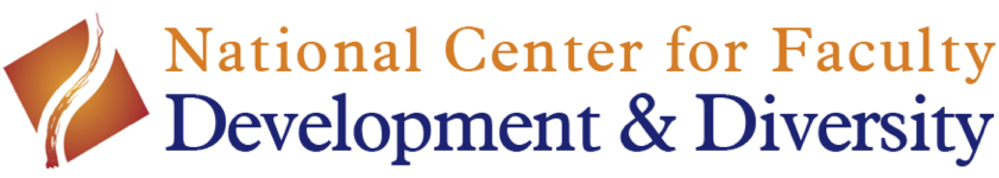 National Center for Faculty
Development & Diversity